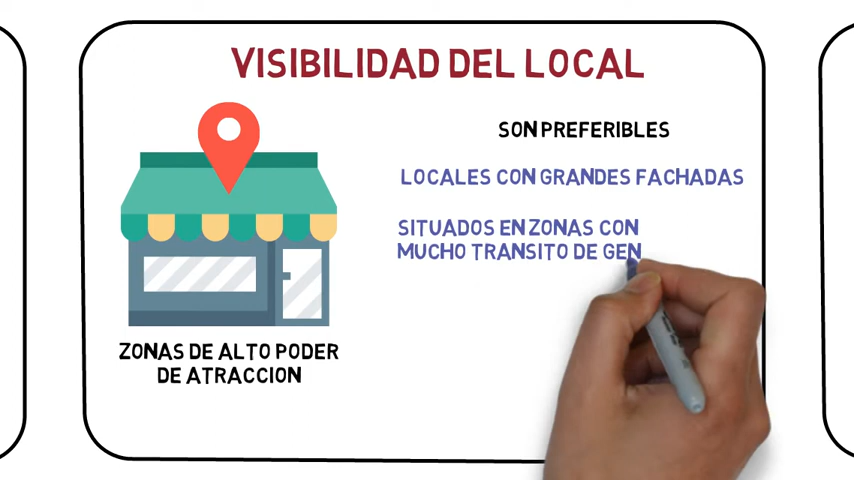 VISIBILIDAD DEL LOCAL
SON PREFERIBLES
LOCALES CON GRANDES FACHADAS
SITUADOS EN ZONAS CON
MUCHO TRANSITO DE GEN
ZONAS DE ALTO PODER
DE ATRACCION